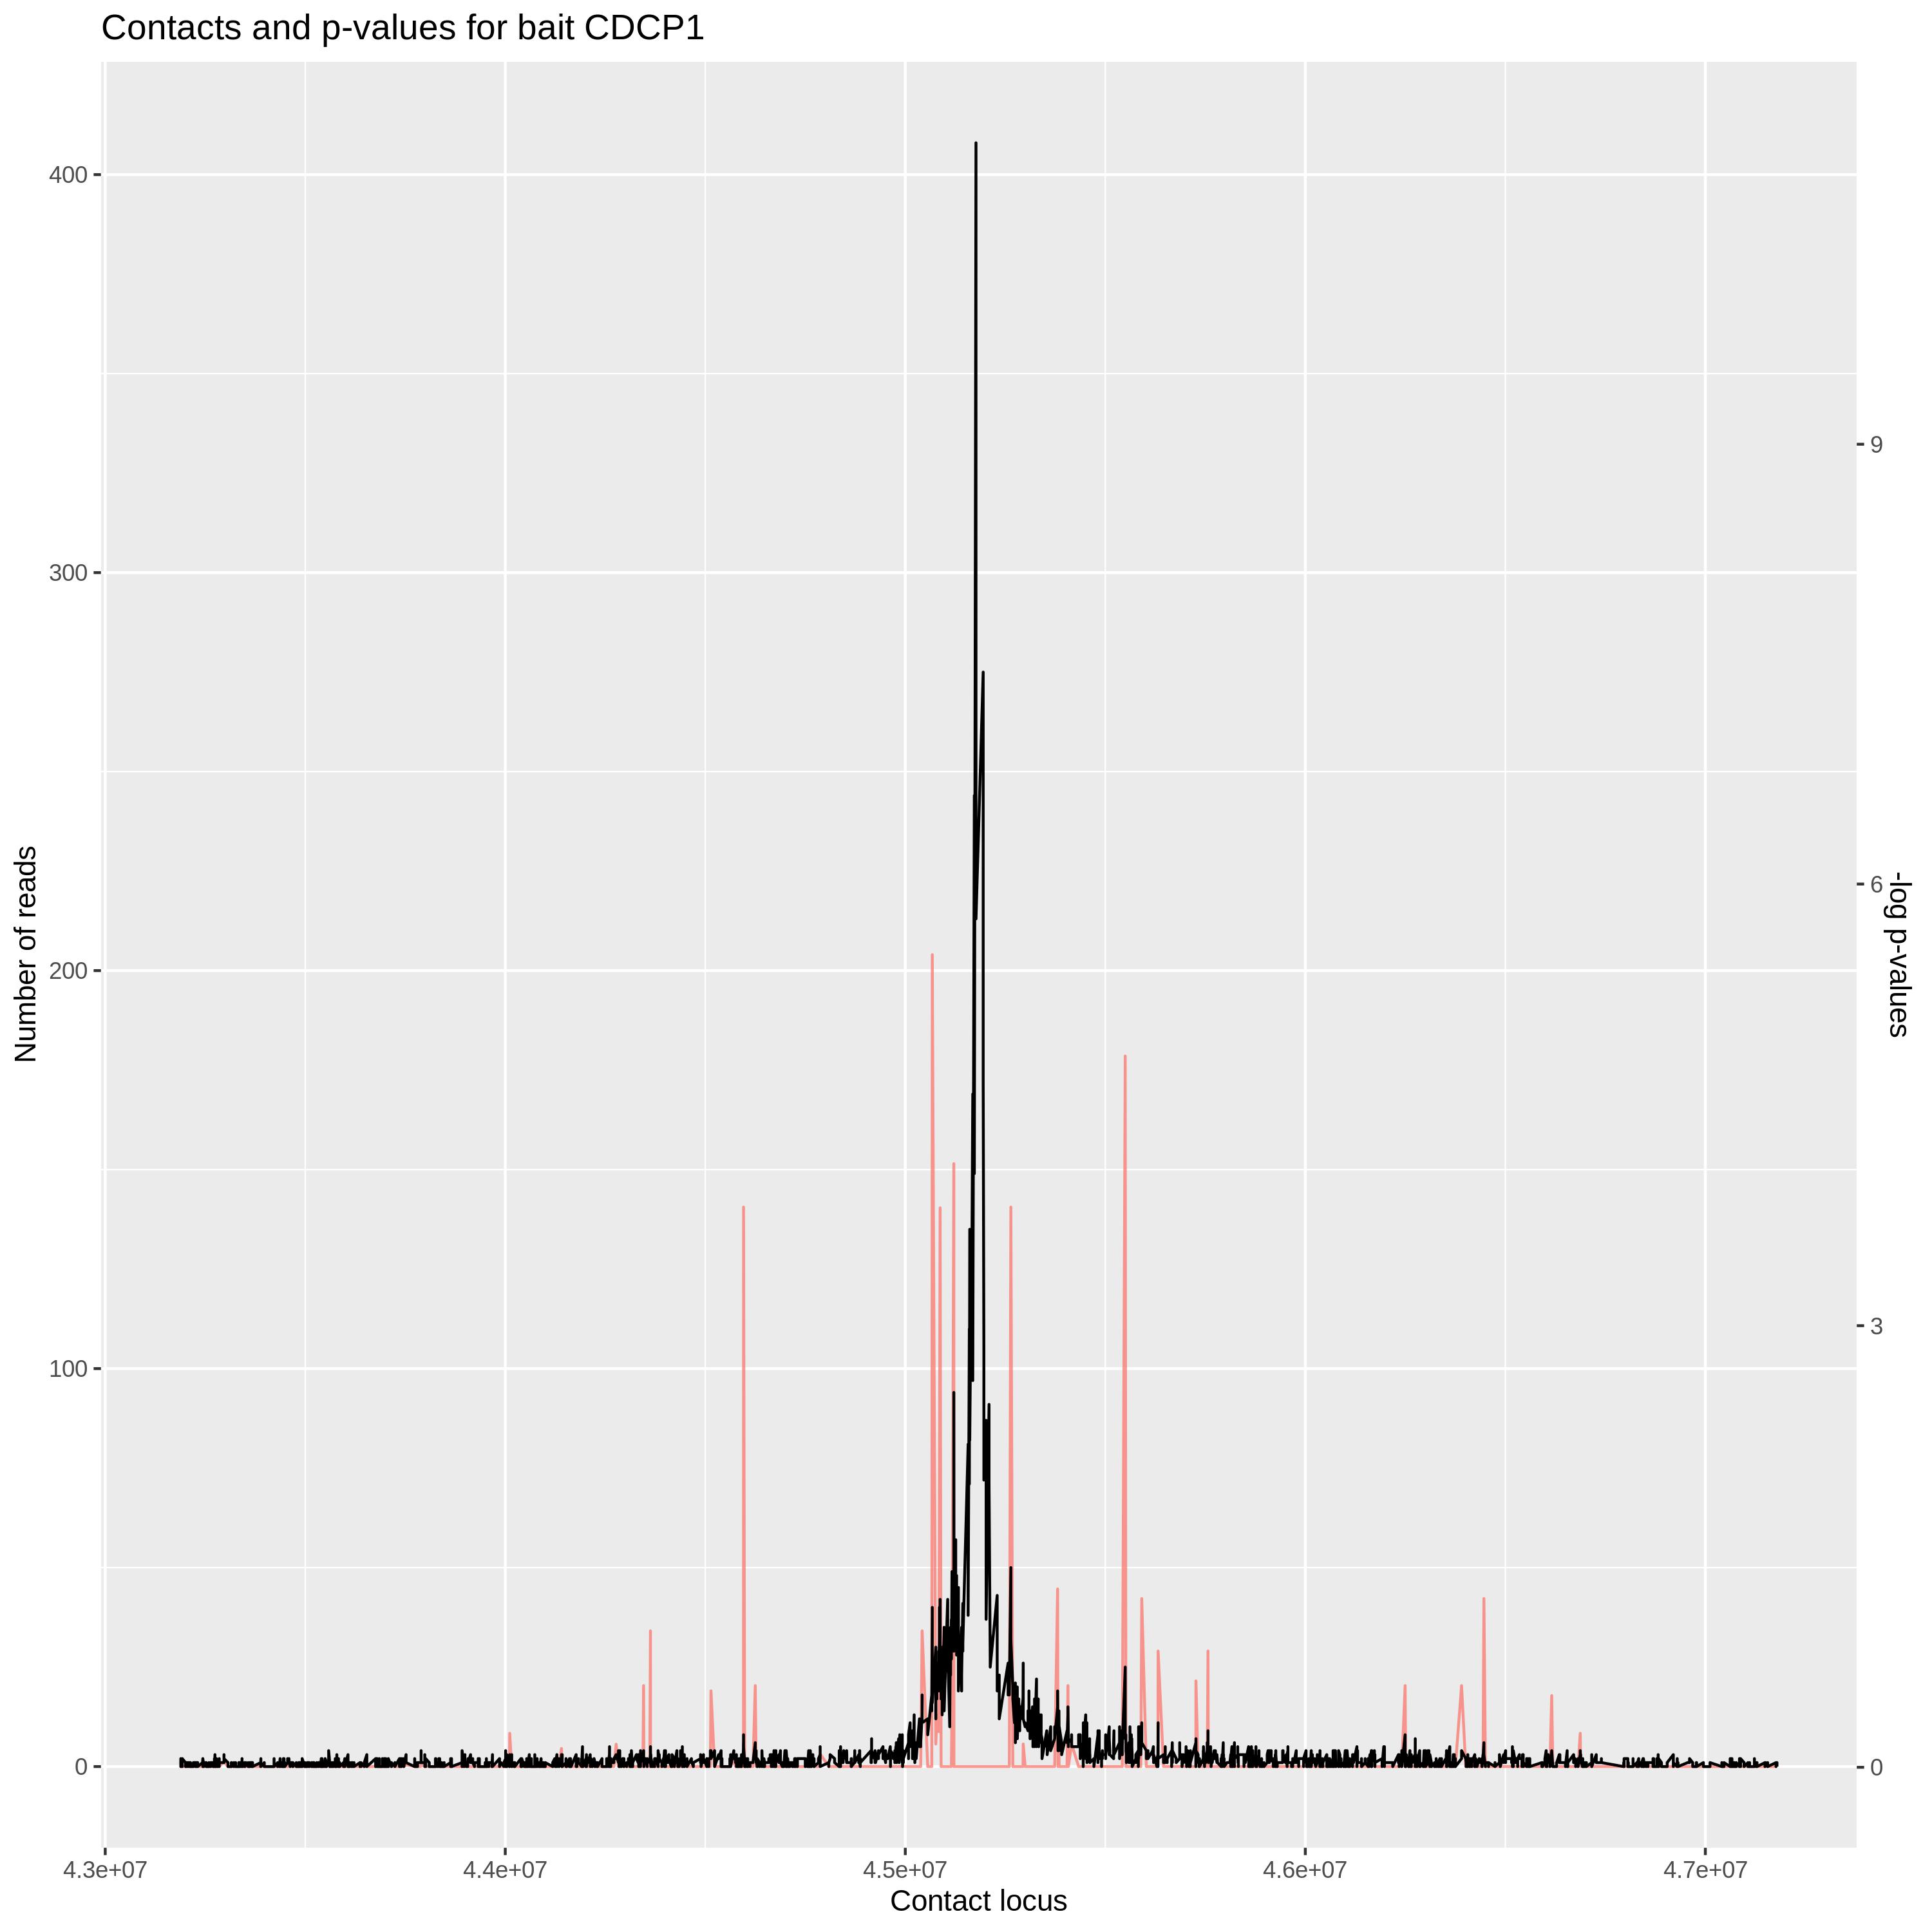 Contacts and p-values for bait CDCP1
400
300
200
100
0
Number of reads
9
6
3
0
-log p-values
4.3e+07 4.4e+07 4.5e+07 4.6e+07 4.7e+07
Contact locus